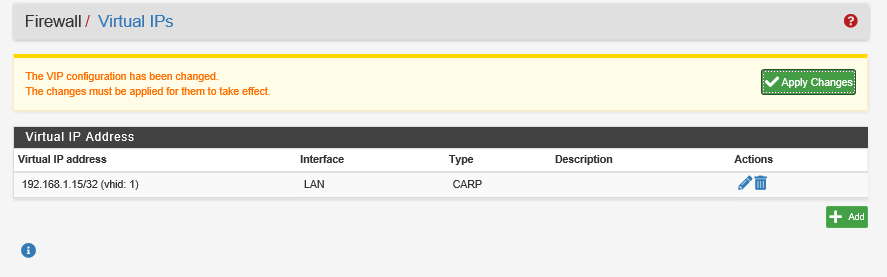 Firewall / Virtual IPs
The VIP configuration has been changed.
The changes must be applied for them to take effect.
Apply Changes
Virtual IP Address
Virtual IP address Interface Type Description Actions
192.168.1.15/32 (vhid: 1) LAN CARP
Add